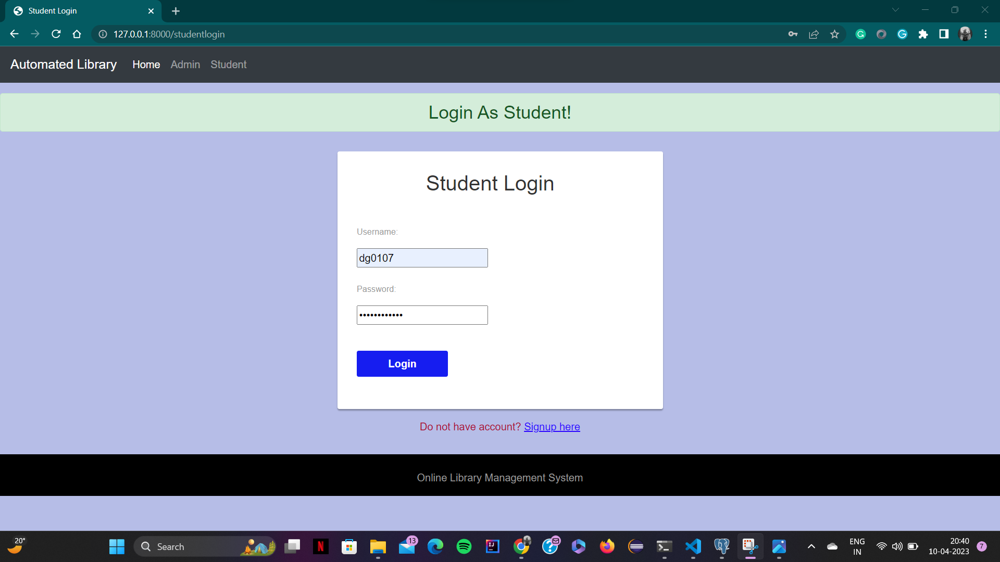 Student Login
127.0.0.1:8000/studentlogin
Automated Library Home Admin Student
Login As Student!
Student Login
Username:
dg0107
Password:
••••••••••••
Login
Do not have account? Signup here
Online Library Management System
20°
Search
13
ENG
IN
20:40
10-04-2023
7